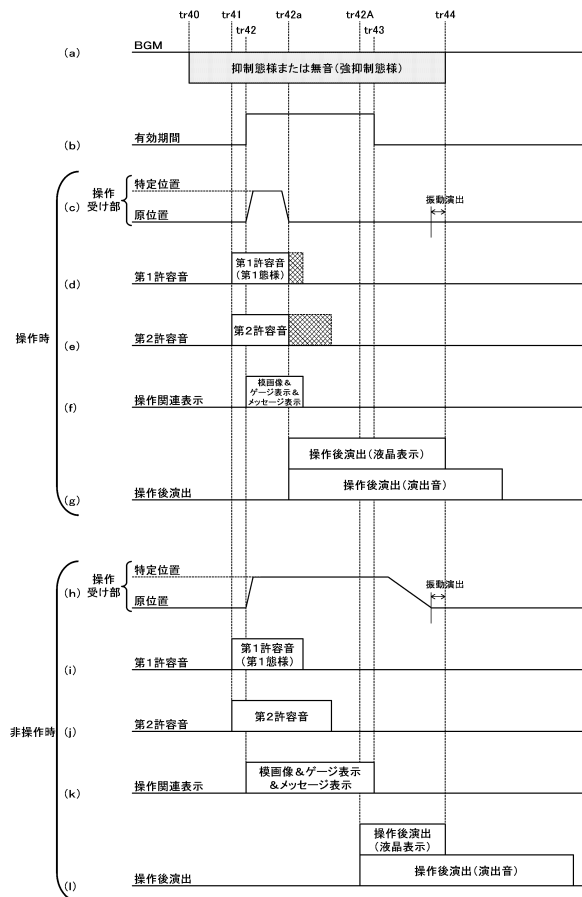 tr40 tr41 tr42a tr42A tr44
tr42 tr43
(a) BGM
抑制態様または無音(強抑制態様)
(b) 有効期間
操作時
(c) 操作受け部 特定位置
原位置
振動演出
(d) 第1許容音
第1許容音
(第1態様)
(e) 第2許容音 第2許容音
(f) 操作関連表示
模画像&
ゲージ表示&
メッセージ表示
操作後演出(液晶表示)
操作後演出(演出音)
(g) 操作後演出
非操作時
(h) 操作受け部 特定位置
原位置
振動演出
(i) 第1許容音
第1許容音
(第1態様)
(j) 第2許容音 第2許容音
(k) 操作関連表示
模画像&ゲージ表示
&メッセージ表示
操作後演出
(液晶表示)
操作後演出(演出音)
(l) 操作後演出